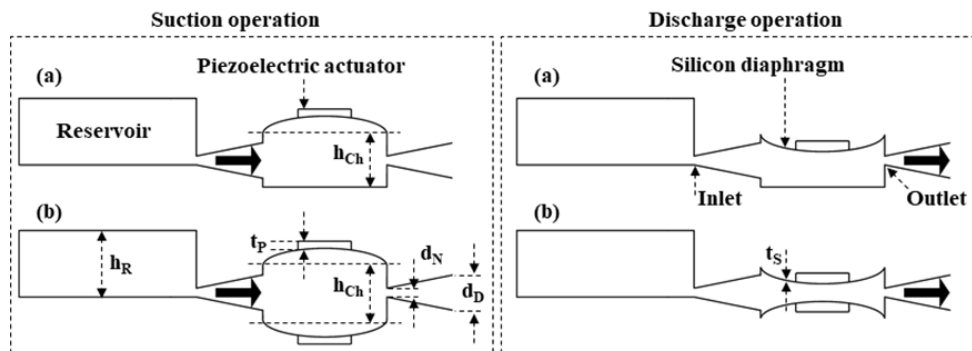 Suction operation
Discharge operation
(a)
Piezoelectric actuator
Reservoir
hCh
(a)
Silicon diaphragm
Inlet
Outlet
(b)
hR
tP
hCh
dN
dD
(b)
tS